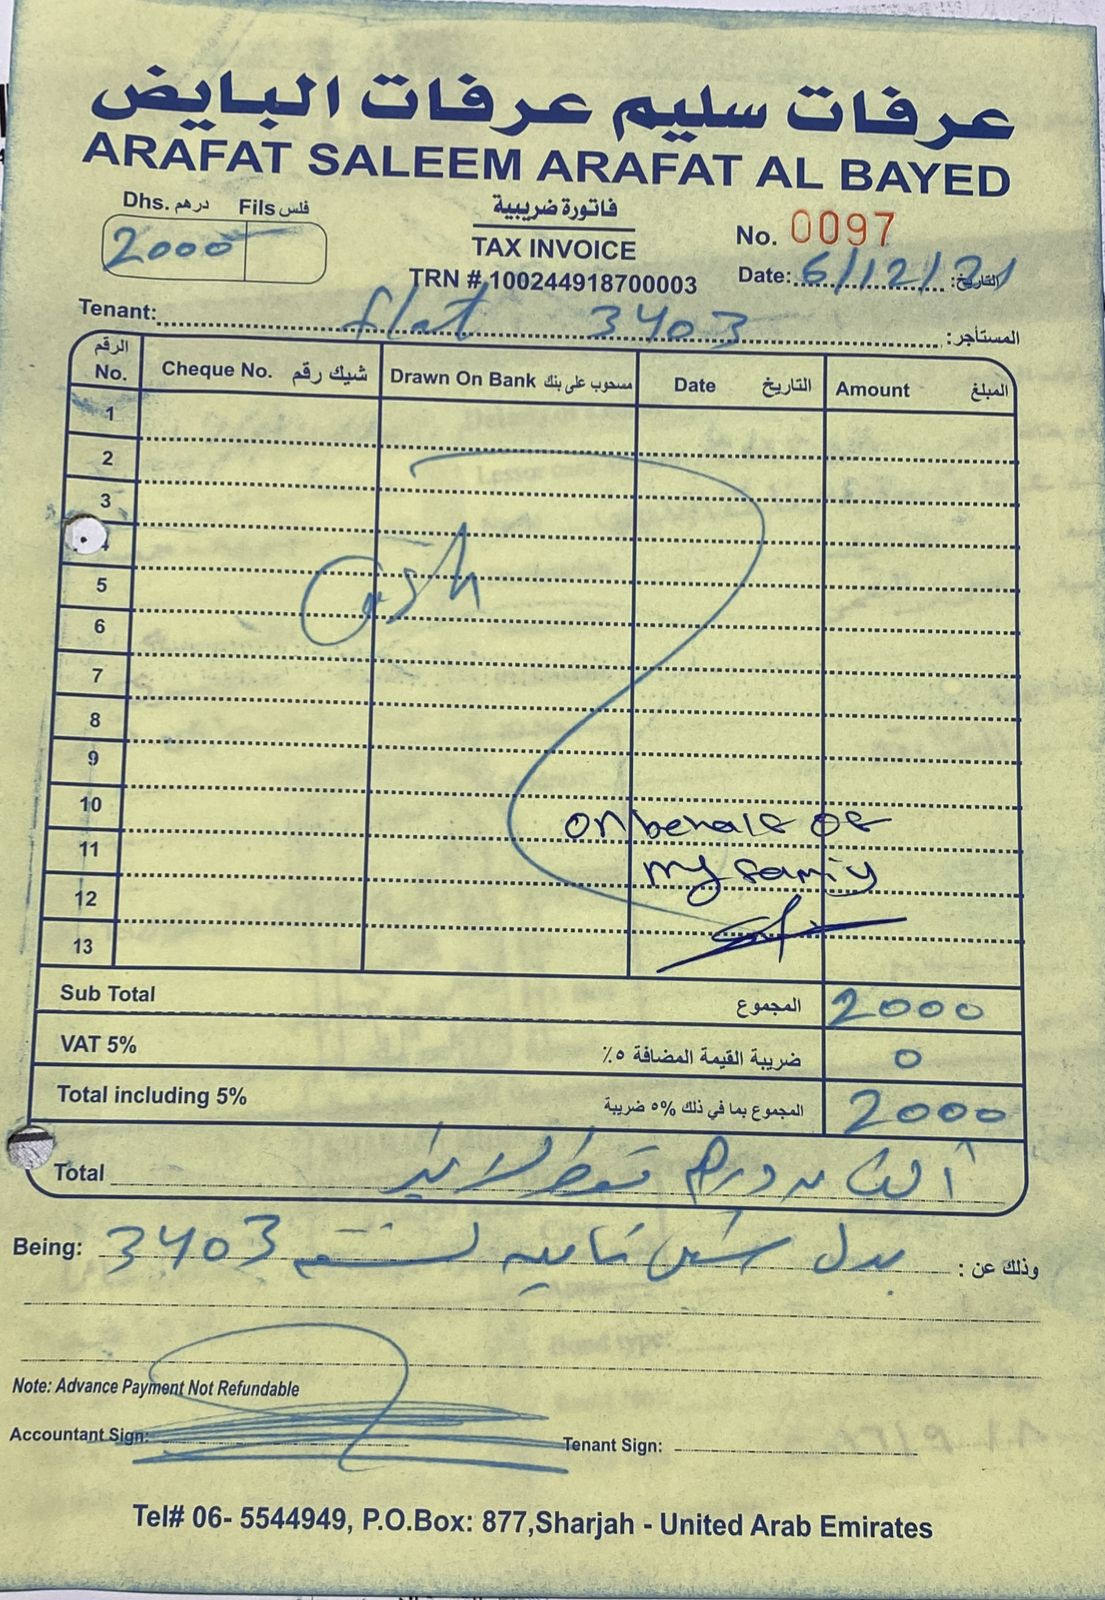 عرفات سليم عرفات البايض
ARAFAT SALEEM ARAFAT AL BAYED
Dhs. درهم Fils فلس
2000
فاتورة ضريبية
TAX INVOICE
TRN # 100244918700003
No. 0097
Date: 6/12/21 التاريخ:
Tenant: flat 3403 المستأجر:
الرقم No. Cheque No. شيك رقم Drawn On Bank مسحوب على بنك Date التاريخ Amount المبلغ
1
2
3
4
5
Cash
6
7
8
9
10
on behalf of
11
my famiy
12
13
Sub Total المجموع 2000
VAT 5% ضريبة القيمة المضافة ٥٪ 0
Total including 5% المجموع بما في ذلك ٥% ضريبة 2000
Total درهم فقط لا غير
Being: بدل 3403 وذلك عن :
Note: Advance Payment Not Refundable
Accountant Sign: Tenant Sign:
Tel# 06- 5544949, P.O.Box: 877,Sharjah - United Arab Emirates